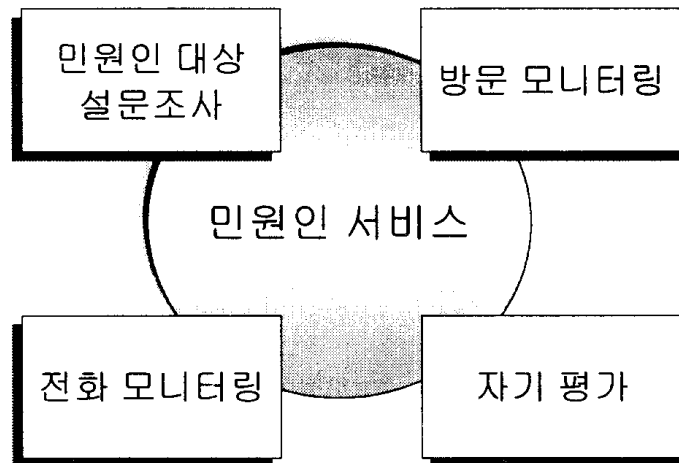 민원인 대상
설문조사
방문 모니터링
민원인 서비스
전화 모니터링
자기 평가